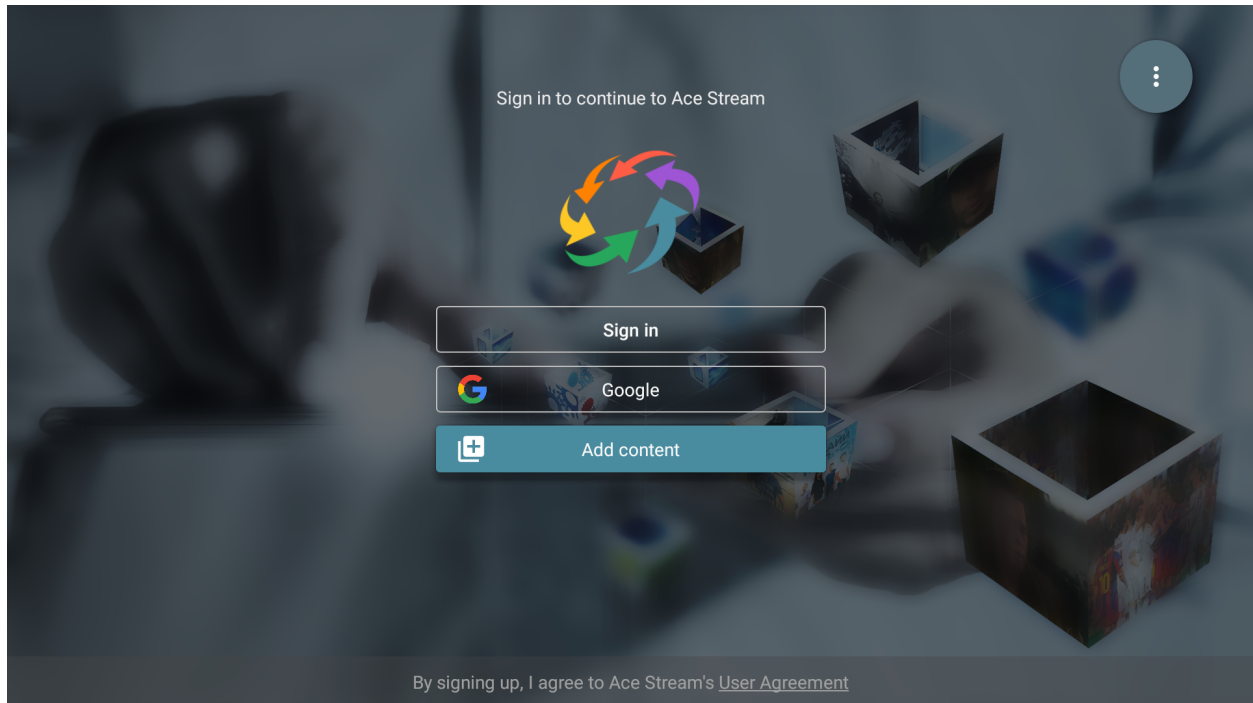 Sign in to continue to Ace Stream
Sign in
Google
Add content
By signing up, I agree to Ace Stream's User Agreement